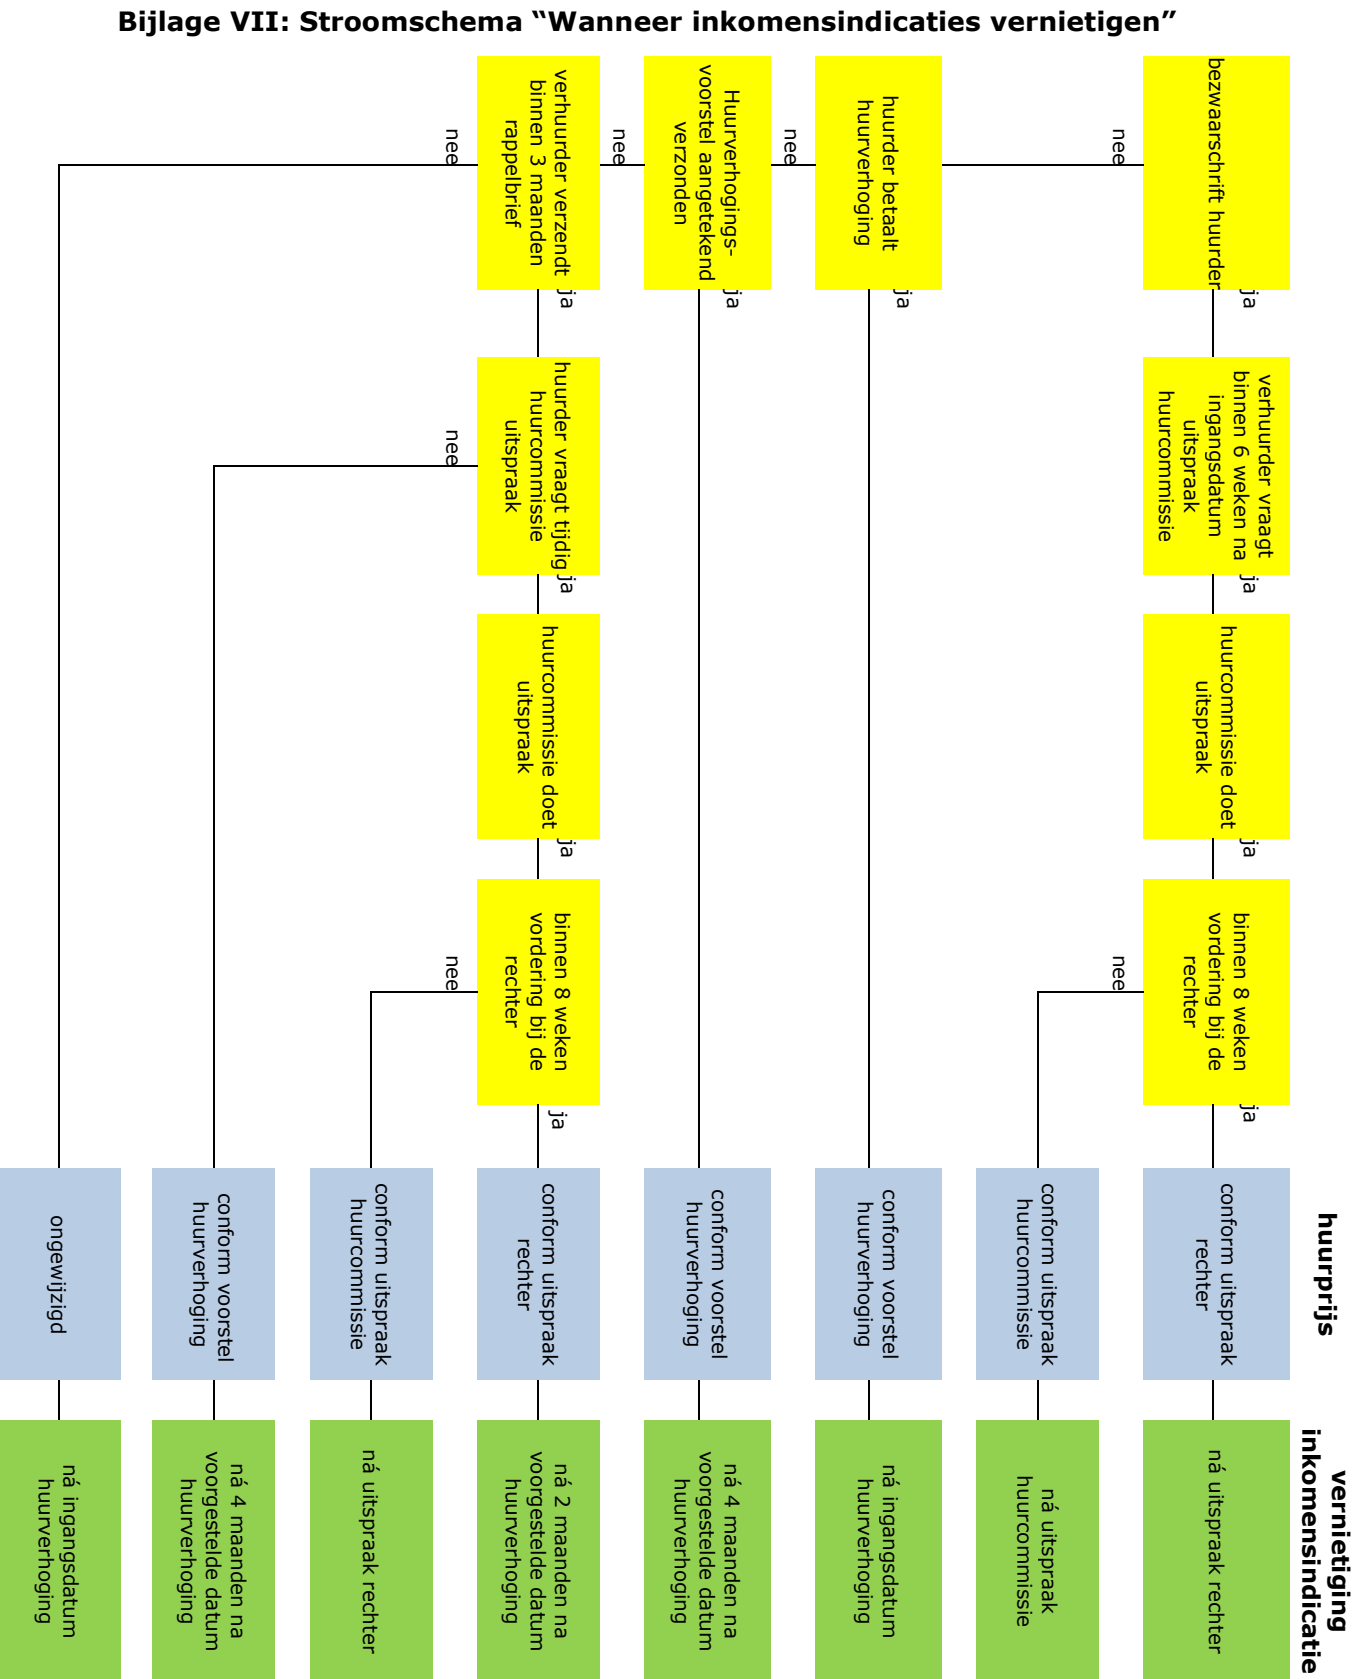 Bijlage VII: Stroomschema “Wanneer inkomensindicaties vernietigen”
huurprijs
vernietiging
inkomensindicatie
bezwaarschrift huurder
ja
verhuurder vraagt
binnen 6 weken na
ingangsdatum
uitspraak
huurcommissie
ja
huurcommissie doet
uitspraak
ja
binnen 8 weken
vordering bij de
rechter
ja
conform uitspraak
rechter
ná uitspraak rechter
nee
nee
conform uitspraak
huurcommissie
ná uitspraak
huurcommissie
huurder betaalt
huurverhoging
ja
conform voorstel
huurverhoging
ná ingangsdatum
huurverhoging
nee
Huurverhogings-
voorstel aangetekend
verzonden
ja
conform voorstel
huurverhoging
ná 4 maanden na
voorgestelde datum
huurverhoging
nee
verhuurder verzendt
binnen 3 maanden
rappelbrief
ja
huurder vraagt tijdig
huurcommissie
uitspraak
ja
huurcommissie doet
uitspraak
ja
binnen 8 weken
vordering bij de
rechter
ja
conform uitspraak
rechter
ná 2 maanden na
voorgestelde datum
huurverhoging
nee
nee
nee
conform uitspraak
huurcommissie
ná uitspraak rechter
conform voorstel
huurverhoging
ná 4 maanden na
voorgestelde datum
huurverhoging
ongewijzigd
ná ingangsdatum
huurverhoging